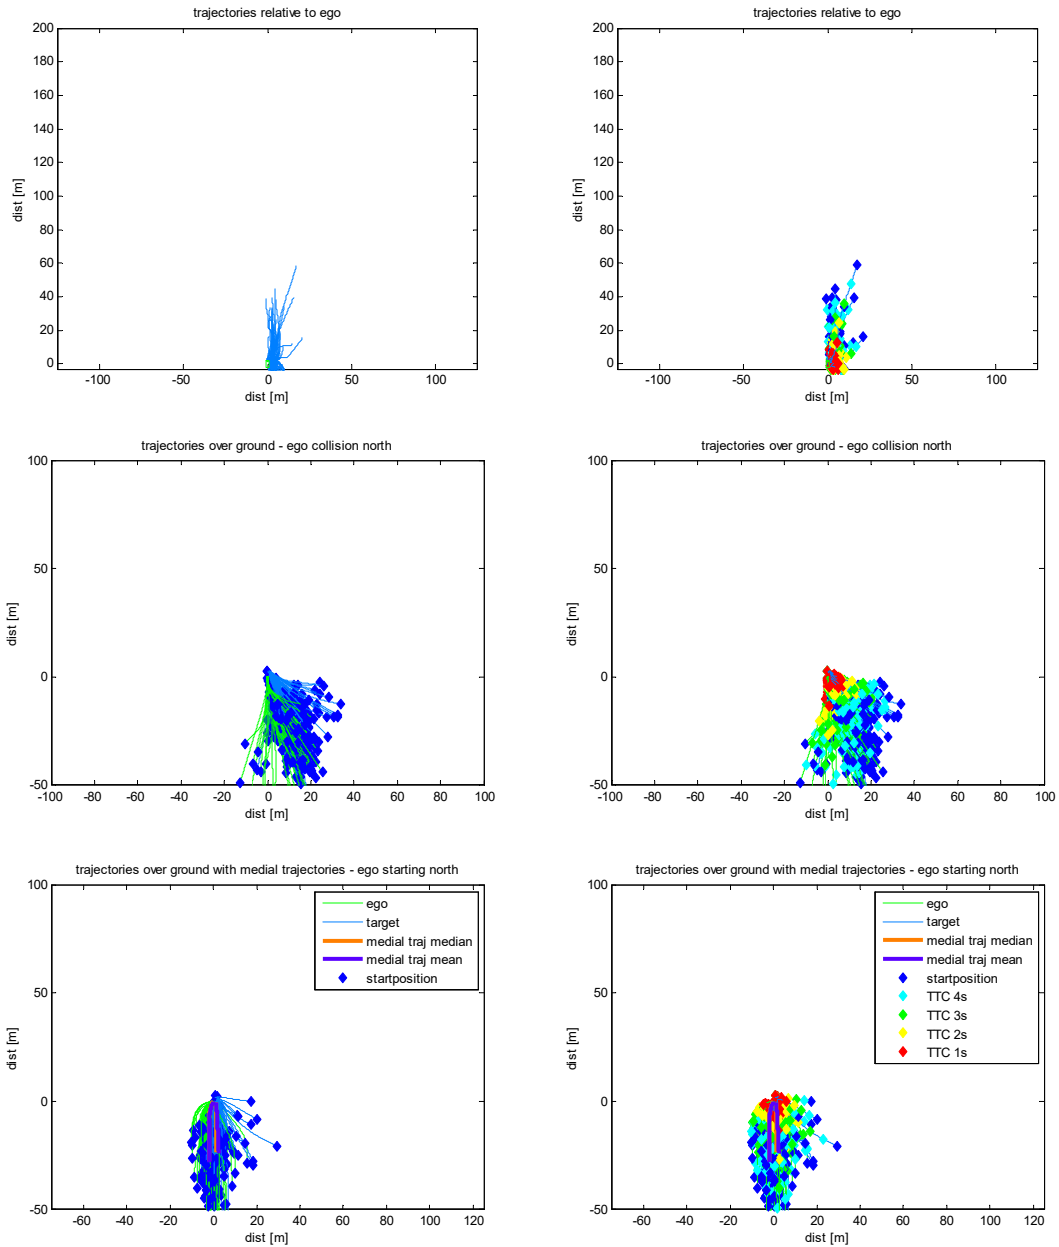 trajectories relative to ego
200
180
160
140
120
100
80
60
40
20
0
-100
-50
0
50
100
dist [m]
dist [m]
trajectories relative to ego
200
180
160
140
120
100
80
60
40
20
0
-100
-50
0
50
100
dist [m]
dist [m]
trajectories over ground - ego collision north
100
50
0
-50
-100
-80
-60
-40
-20
0
20
40
60
80
100
dist [m]
dist [m]
trajectories over ground - ego collision north
100
50
0
-50
-100
-80
-60
-40
-20
0
20
40
60
80
100
dist [m]
dist [m]
trajectories over ground with medial trajectories - ego starting north
100
50
0
-50
ego
target
medial traj median
medial traj mean
startposition
-60
-40
-20
0
20
40
60
80
100
120
dist [m]
dist [m]
trajectories over ground with medial trajectories - ego starting north
100
50
0
-50
ego
target
medial traj median
medial traj mean
startposition
TTC 4s
TTC 3s
TTC 2s
TTC 1s
-60
-40
-20
0
20
40
60
80
100
120
dist [m]
dist [m]